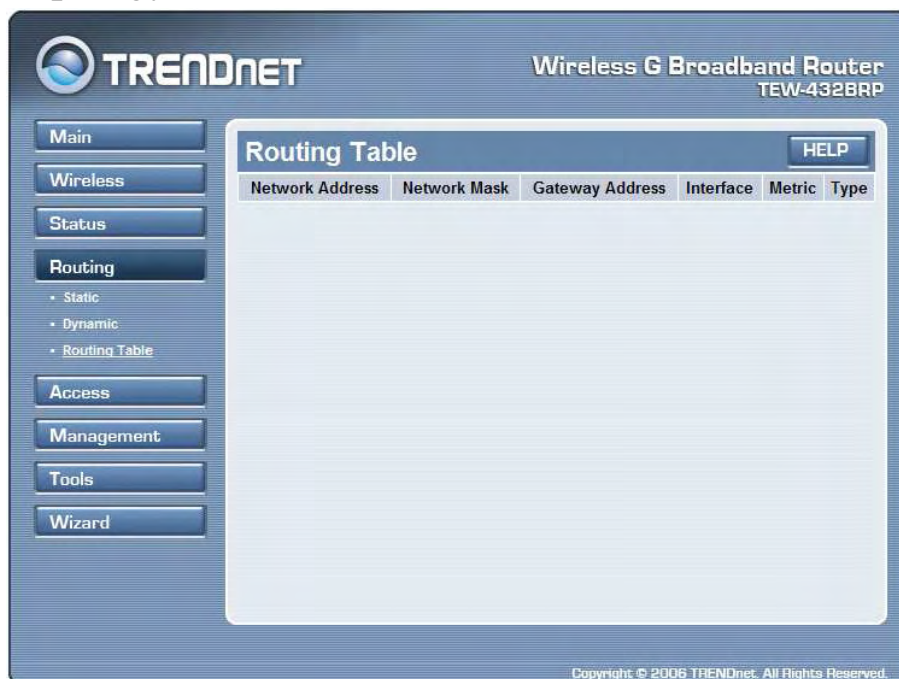 TRENDNET
Wireless G Broadband Router
TEW-432BRP
Main
Wireless
Status
Routing
• Static
• Dynamic
• Routing Table
Access
Management
Tools
Wizard
Routing Table
HELP
Network Address Network Mask Gateway Address Interface Metric Type
Copyright © 2006 TRENDnet. All Rights Reserved.